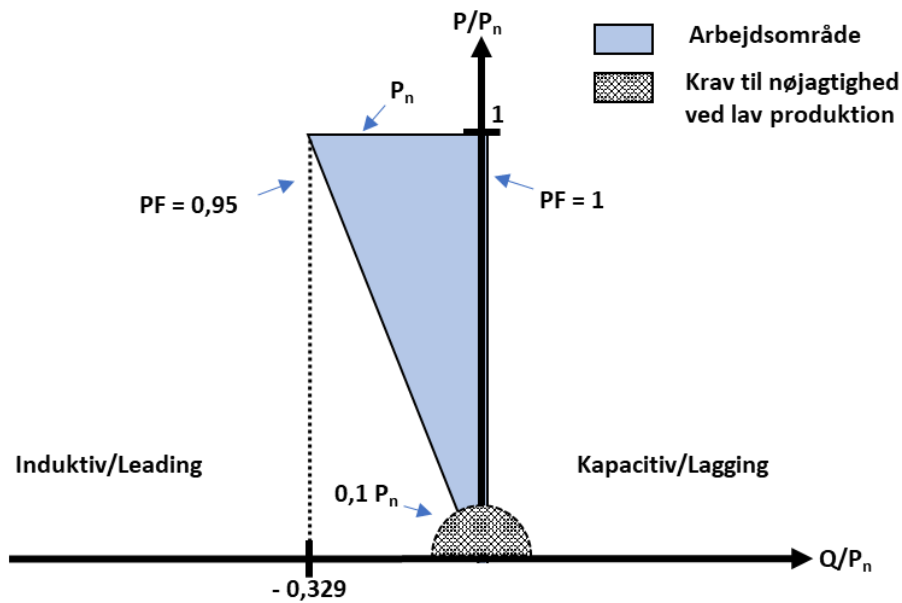 P/Pn
Arbejdsområde
Krav til nøjagtighed
ved lav produktion
Pn
1
PF = 0,95
PF = 1
Induktiv/Leading
Kapacitiv/Lagging
0,1 Pn
Q/Pn
- 0,329